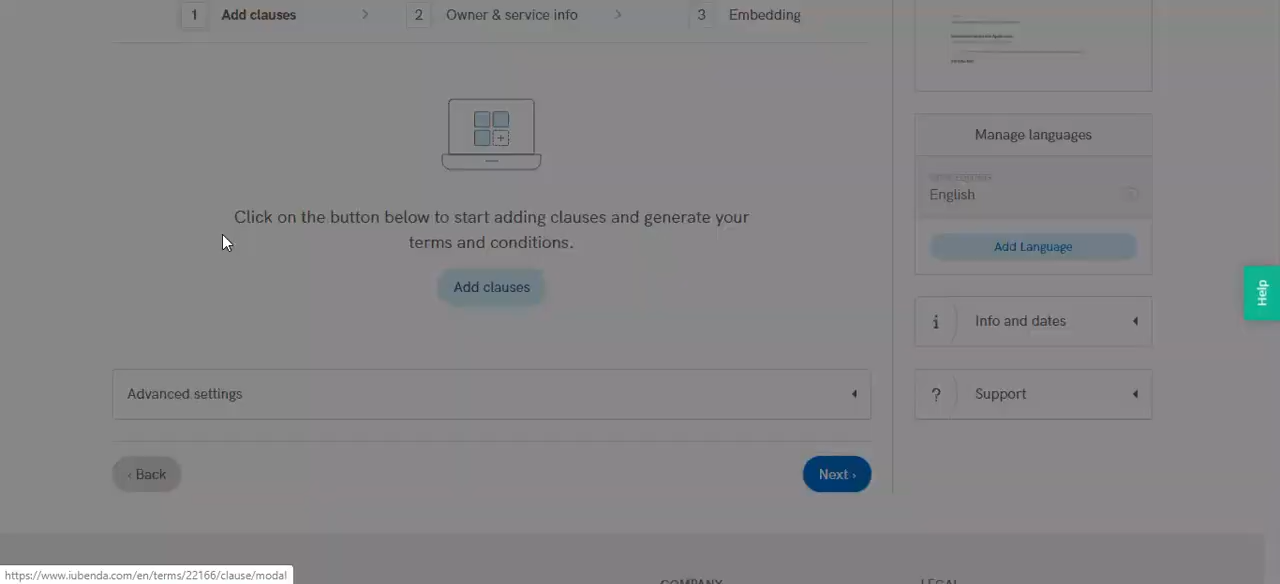 1 Add clauses
2 Owner & service info
3 Embedding
Click on the button below to start adding clauses and generate your
terms and conditions.
Add clauses
Advanced settings
‹ Back
Next ›
Manage languages
English
Add Language
i Info and dates
? Support
Help
https://www.iubenda.com/en/terms/22166/clause/modal
COMPANY
LEGAL